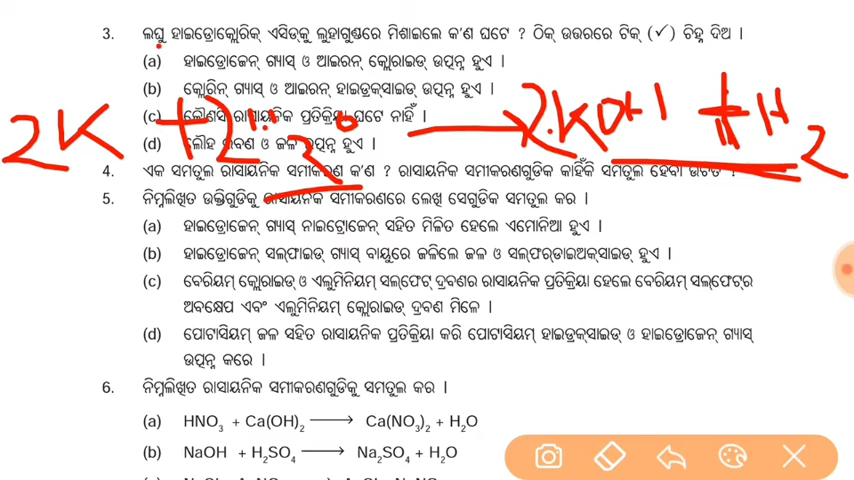 3. ଲଘୁ ହାଇଡ୍ରୋକ୍ଲୋରିକ୍ ଏସିଡ୍‌କୁ ଲୁହାଗୁଣ୍ଡରେ ମିଶାଇଲେ କ'ଣ ଘଟେ ? ଠିକ୍ ଉତ୍ତରରେ ଟିକ୍ (✓) ଚିହ୍ନ ଦିଅ ।
(a) ହାଇଡ୍ରୋଜେନ୍ ଗ୍ୟାସ୍ ଓ ଆଇରନ୍ କ୍ଲୋରାଇଡ୍ ଉତ୍ପନ୍ନ ହୁଏ ।
(b) କ୍ଲୋରିନ୍ ଗ୍ୟାସ୍ ଓ ଆଇରନ୍ ହାଇଡ୍ରକ୍‌ସାଇଡ୍ ଉତ୍ପନ୍ନ ହୁଏ ।
(c) କୌଣସି ରାସାୟନିକ ପ୍ରତିକ୍ରିୟା ଘଟେ ନାହିଁ ।
(d) ଲୌହ ଲବଣ ଓ ଜଳ ଉତ୍ପନ୍ନ ହୁଏ ।
4. ଏକ ସମତୁଲ ରାସାୟନିକ ସମୀକରଣ କ'ଣ ? ରାସାୟନିକ ସମୀକରଣଗୁଡିକ କାହିଁକି ସମତୁଲ ହେବା ଉଚିତ ?
5. ନିମ୍ନଲିଖିତ ଉକ୍ତିଗୁଡିକୁ ରାସାୟନିକ ସମୀକରଣରେ ଲେଖି ସେଗୁଡିକ ସମତୁଲ କର ।
(a) ହାଇଡ୍ରୋଜେନ୍ ଗ୍ୟାସ୍ ନାଇଟ୍ରୋଜେନ୍ ସହିତ ମିଳିତ ହେଲେ ଏମୋନିଆ ହୁଏ ।
(b) ହାଇଡ୍ରୋଜେନ୍ ସଲ୍‌ଫାଇଡ୍ ଗ୍ୟାସ୍ ବାୟୁରେ ଜଳିଲେ ଜଳ ଓ ସଲ୍‌ଫର୍‌ଡାଇଅକ୍‌ସାଇଡ୍ ହୁଏ ।
(c) ବେରିୟମ୍ କ୍ଲୋରାଇଡ୍ ଓ ଏଲୁମିନିୟମ୍ ସଲ୍‌ଫେଟ୍ ଦ୍ରବଣର ରାସାୟନିକ ପ୍ରତିକ୍ରିୟା ହେଲେ ବେରିୟମ୍ ସଲ୍‌ଫେଟ୍‌ର
ଅବକ୍ଷେପ ଏବଂ ଏଲୁମିନିୟମ୍ କ୍ଲୋରାଇଡ୍ ଦ୍ରବଣ ମିଳେ ।
(d) ପୋଟାସିୟମ୍ ଜଳ ସହିତ ରାସାୟନିକ ପ୍ରତିକ୍ରିୟା କରି ପୋଟାସିୟମ୍ ହାଇଡ୍ରକ୍‌ସାଇଡ୍ ଓ ହାଇଡ୍ରୋଜେନ୍ ଗ୍ୟାସ୍
ଉତ୍ପନ୍ନ କରେ ।
6. ନିମ୍ନଲିଖିତ ରାସାୟନିକ ସମୀକରଣଗୁଡିକୁ ସମତୁଲ କର ।
(a) HNO₃ + Ca(OH)₂ ⟶ Ca(NO₃)₂ + H₂O
(b) NaOH + H₂SO₄ ⟶ Na₂SO₄ + H₂O